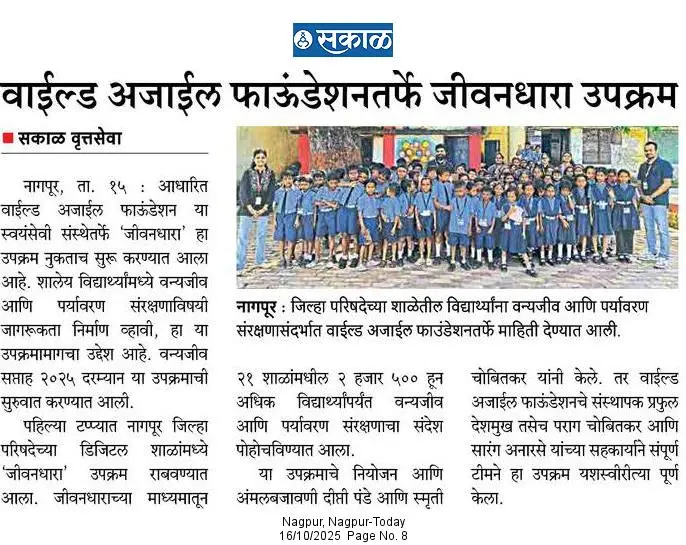 सकाळ
वाईल्ड अजाईल फाऊंडेशनतर्फे जीवनधारा उपक्रम
सकाळ वृत्तसेवा
नागपूर, ता. १५ : आधारित
वाईल्ड अजाईल फाऊंडेशन या
स्वयंसेवी संस्थेतर्फे ‘जीवनधारा’ हा
उपक्रम नुकताच सुरू करण्यात आला
आहे. शालेय विद्यार्थ्यांमध्ये वन्यजीव
आणि पर्यावरण संरक्षणाविषयी
जागरूकता निर्माण व्हावी, हा या
उपक्रमामागचा उद्देश आहे. वन्यजीव
सप्ताह २०२५ दरम्यान या उपक्रमाची
सुरुवात करण्यात आली.
पहिल्या टप्प्यात नागपूर जिल्हा
परिषदेच्या डिजिटल शाळांमध्ये
‘जीवनधारा’ उपक्रम राबवण्यात
आला. जीवनधाराच्या माध्यमातून
नागपूर : जिल्हा परिषदेच्या शाळेतील विद्यार्थ्यांना वन्यजीव आणि पर्यावरण
संरक्षणासंदर्भात वाईल्ड अजाईल फाउंडेशनतर्फे माहिती देण्यात आली.
२१ शाळांमधील २ हजार ५०० हून
अधिक विद्यार्थ्यांपर्यंत वन्यजीव
आणि पर्यावरण संरक्षणाचा संदेश
पोहोचविण्यात आला.
या उपक्रमाचे नियोजन आणि
अंमलबजावणी दीप्ती पंडे आणि स्मृती
चोबितकर यांनी केले. तर वाईल्ड
अजाईल फाऊंडेशनचे संस्थापक प्रफुल
देशमुख तसेच पराग चोबितकर आणि
सारंग अनारसे यांच्या सहकार्याने संपूर्ण
टीमने हा उपक्रम यशस्वीरीत्या पूर्ण
केला.
Nagpur, Nagpur-Today
16/10/2025 Page No. 8